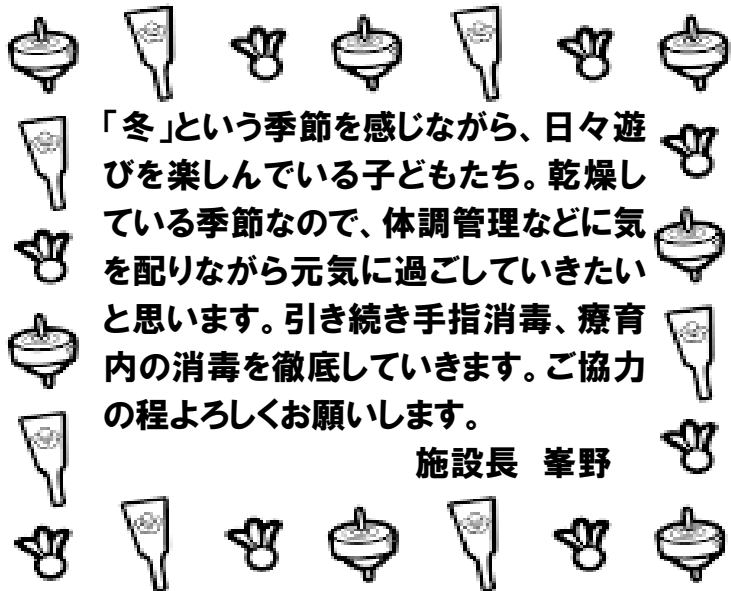 「冬」という季節を感じながら、日々遊
びを楽しんでいる子どもたち。乾燥し
ている季節なので、体調管理などに気
を配りながら元気に過ごしていきたい
と思います。引き続き手指消毒、療育
内の消毒を徹底していきます。ご協力
の程よろしくお願いします。
施設長　峯野